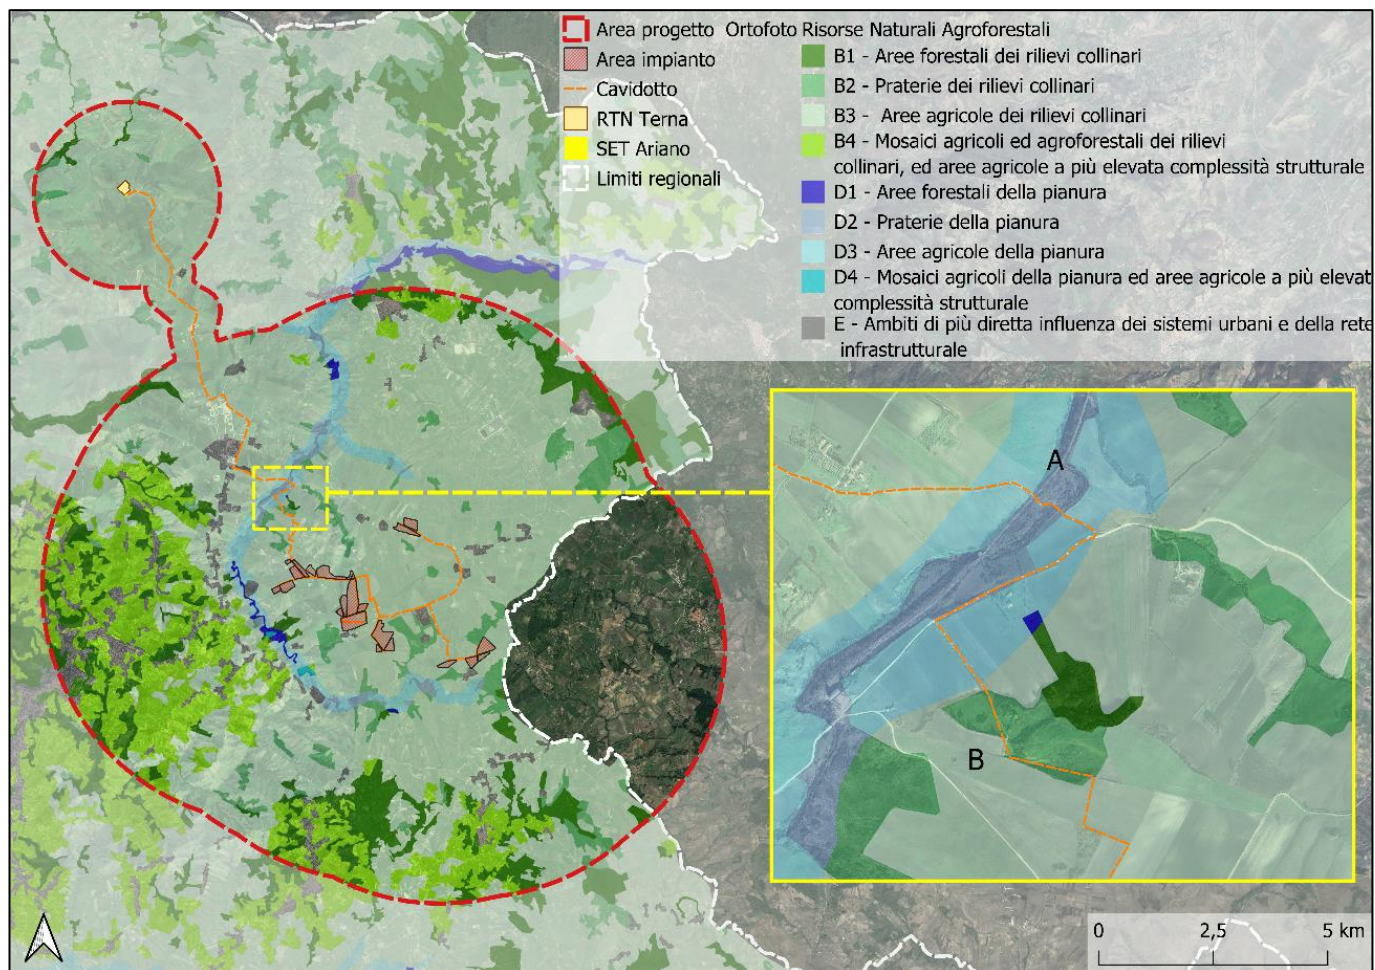 Area progetto Ortofoto Risorse Naturali Agroforestali
Area impianto
Cavidotto
RTN Terna
SET Ariano
Limiti regionali
B1 - Aree forestali dei rilievi collinari
B2 - Praterie dei rilievi collinari
B3 - Aree agricole dei rilievi collinari
B4 - Mosaici agricoli ed agroforestali dei rilievi
collinari, ed aree agricole a più elevata complessità strutturale
D1 - Aree forestali della pianura
D2 - Praterie della pianura
D3 - Aree agricole della pianura
D4 - Mosaici agricoli della pianura ed aree agricole a più elevat
complessità strutturale
E - Ambiti di più diretta influenza dei sistemi urbani e della rete
infrastrutturale
A
B
0 2,5 5 km